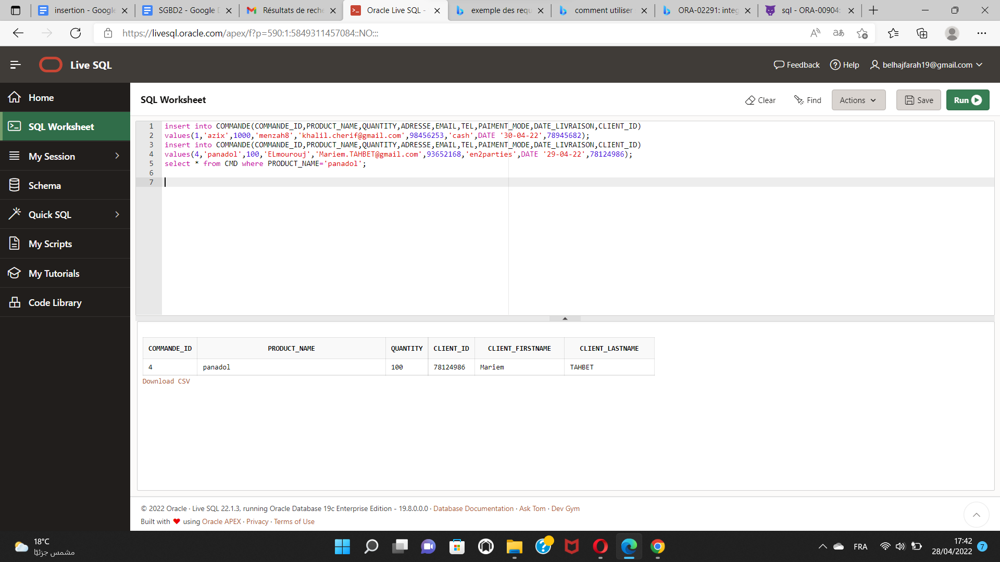 insertion - Google
SGBD2 - Google D
Résultats de reche
Oracle Live SQL -
exemple des requ
comment utiliser
ORA-02291: integ
sql - ORA-00904:
https://livesql.oracle.com/apex/f?p=590:1:5849311457084::NO:::
Live SQL
Feedback
Help
belhajfarah19@gmail.com
Home
SQL Worksheet
My Session
Schema
Quick SQL
My Scripts
My Tutorials
Code Library
SQL Worksheet
Clear
Find
Actions
Save
Run
1 insert into COMMANDE(COMMANDE_ID,PRODUCT_NAME,QUANTITY,ADRESSE,EMAIL,TEL,PAIMENT_MODE,DATE_LIVRAISON,CLIENT_ID)
2 values(1,'azix',1000,'menzah8','khalil.cherif@gmail.com',98456253,'cash',DATE '30-04-22',78945682);
3 insert into COMMANDE(COMMANDE_ID,PRODUCT_NAME,QUANTITY,ADRESSE,EMAIL,TEL,PAIMENT_MODE,DATE_LIVRAISON,CLIENT_ID)
4 values(4,'panadol',100,'ELmourouj','Mariem.TAHBET@gmail.com',93652168,'en2parties',DATE '29-04-22',78124986);
5 select * from CMD where PRODUCT_NAME='panadol';
6
7
COMMANDE_ID PRODUCT_NAME QUANTITY CLIENT_ID CLIENT_FIRSTNAME CLIENT_LASTNAME
4 panadol 100 78124986 Mariem TAHBET
Download CSV
© 2022 Oracle · Live SQL 22.1.3, running Oracle Database 19c Enterprise Edition - 19.8.0.0.0 · Database Documentation · Ask Tom · Dev Gym
Built with ❤ using Oracle APEX · Privacy · Terms of Use
18°C
مشمس جزئيًا
FRA
17:42
28/04/2022
7